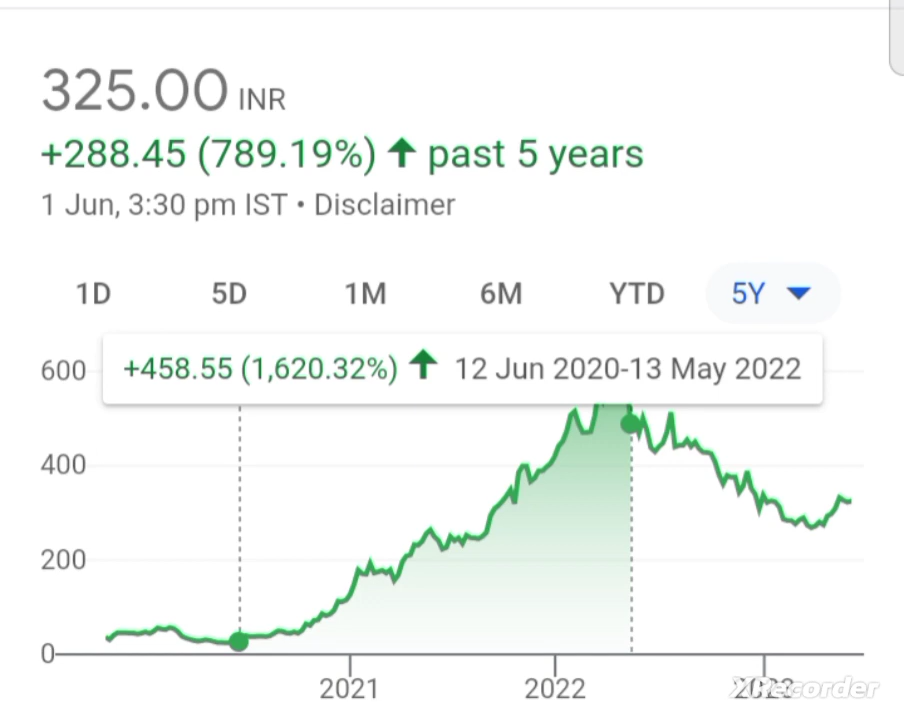 325.00 INR
+288.45 (789.19%) ↑ past 5 years
1 Jun, 3:30 pm IST • Disclaimer
1D 5D 1M 6M YTD 5Y
+458.55 (1,620.32%) ↑ 12 Jun 2020-13 May 2022
600
400
200
0
2021 2022 2023
XRecorder